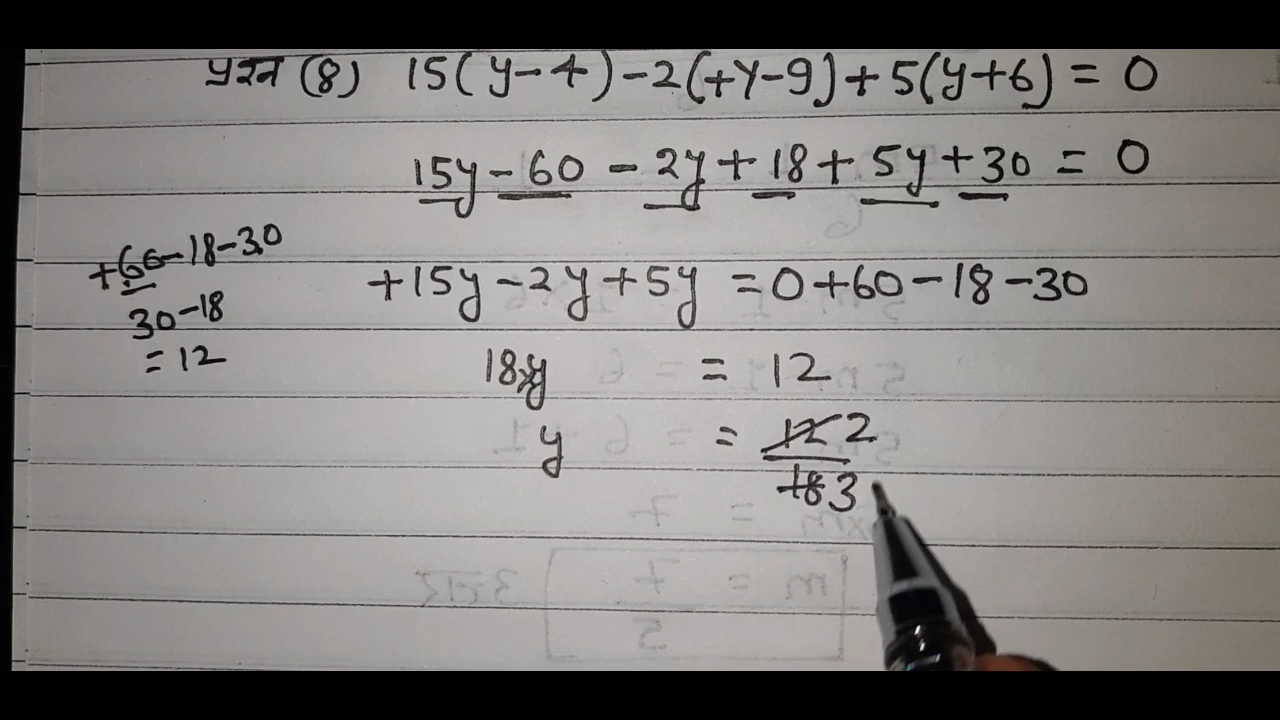 प्रश्न (8) 15(y-4)-2(+y-9)+5(y+6)=0
15y-60-2y+18+5y+30=0
+60-18-30
30-18
=12
+15y-2y+5y=0+60-18-30
18y=12
y=12 2
18 3